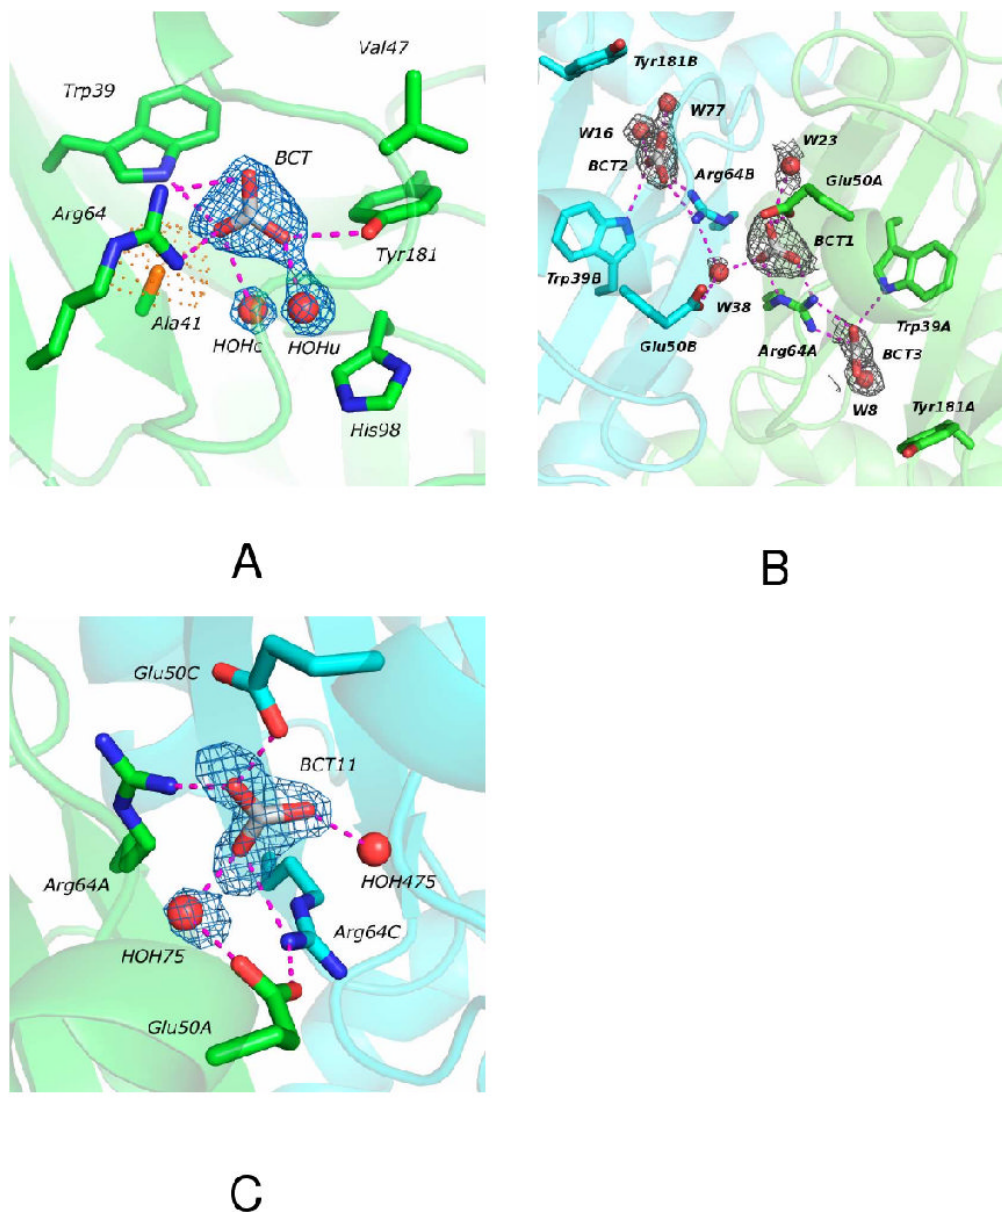 Val47
Trp39
BCT
Arg64
Tyr181
Ala41
HOHc
HOHu
His98
A
Tyr181B
W77
W16
W23
BCT2
Arg64B
Glu50A
BCT1
Trp39B
W38
Trp39A
Glu50B
Arg64A
BCT3
W8
Tyr181A
B
Glu50C
BCT11
Arg64A
HOH475
Arg64C
HOH75
Glu50A
C